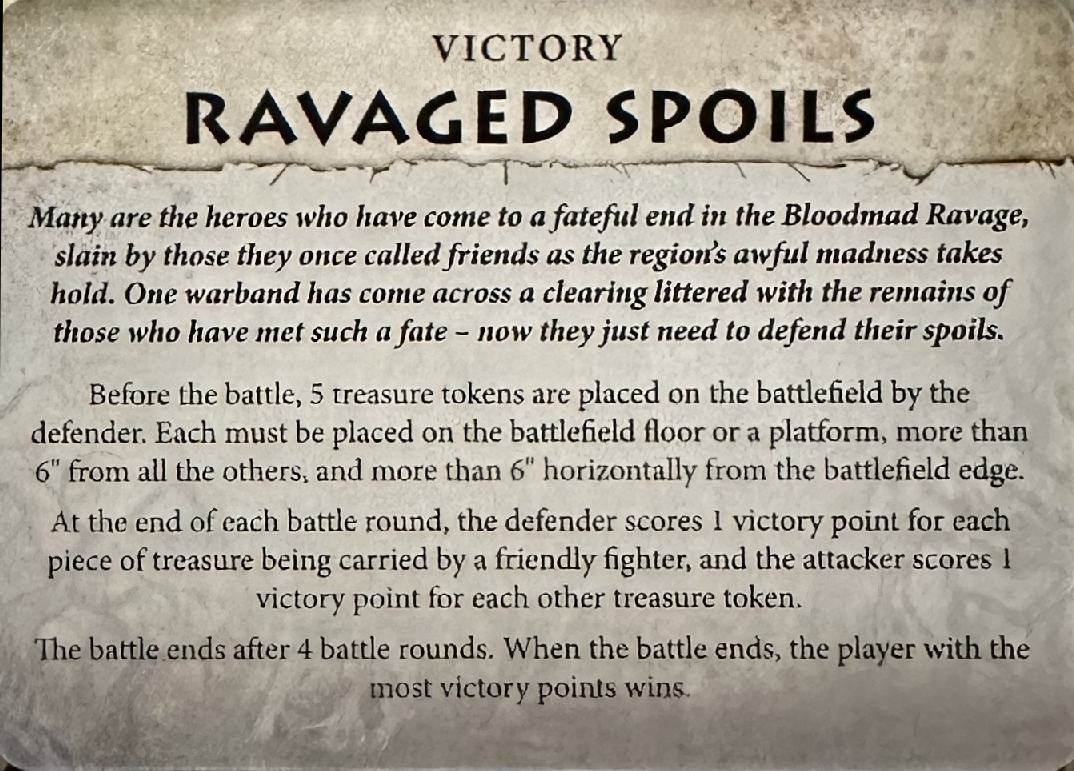 VICTORY
RAVAGED SPOILS
Many are the heroes who have come to a fateful end in the Bloodmad Ravage,
slain by those they once called friends as the region's awful madness takes
hold. One warband has come across a clearing littered with the remains of
those who have met such a fate – now they just need to defend their spoils.
Before the battle, 5 treasure tokens are placed on the battlefield by the
defender. Each must be placed on the battlefield floor or a platform, more than
6" from all the others, and more than 6" horizontally from the battlefield edge.
At the end of each battle round, the defender scores 1 victory point for each
piece of treasure being carried by a friendly fighter, and the attacker scores 1
victory point for each other treasure token.
The battle ends after 4 battle rounds. When the battle ends, the player with the
most victory points wins.